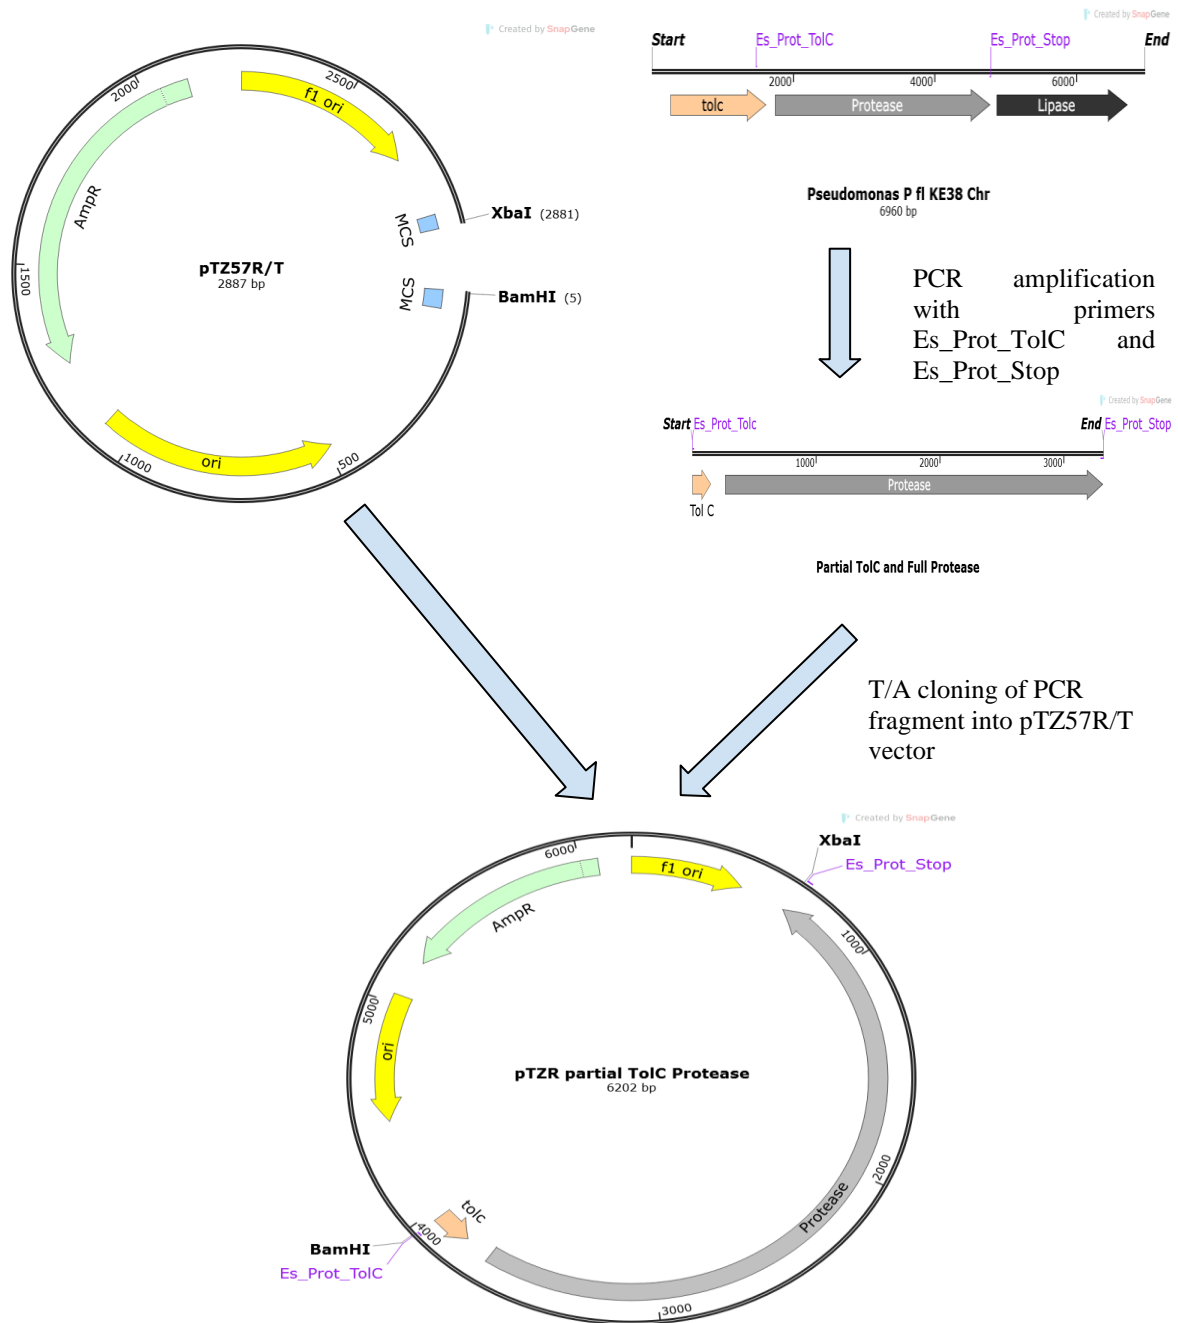 Created by SnapGene
2000
2500
f1 ori
AmpR
MCS
XbaI (2881)
pTZ57R/T
2887 bp
1500
MCS
BamHI (5)
ori
1000
500
Created by SnapGene
Start
Es_Prot_TolC
Es_Prot_Stop
End
2000
4000
6000
tolc
Protease
Lipase
Pseudomonas P fl KE38 Chr
6960 bp
PCR amplification
with primers
Es_Prot_TolC and
Es_Prot_Stop
Created by SnapGene
Start Es_Prot_Tolc
End Es_Prot_Stop
1000
2000
3000
Protease
Tol C
Partial TolC and Full Protease
T/A cloning of PCR
fragment into pTZ57R/T
vector
Created by SnapGene
XbaI
Es_Prot_Stop
6000
f1 ori
AmpR
1000
5000
ori
pTZR partial TolC Protease
6202 bp
2000
Protease
tolc
4000
BamHI
Es_Prot_TolC
3000